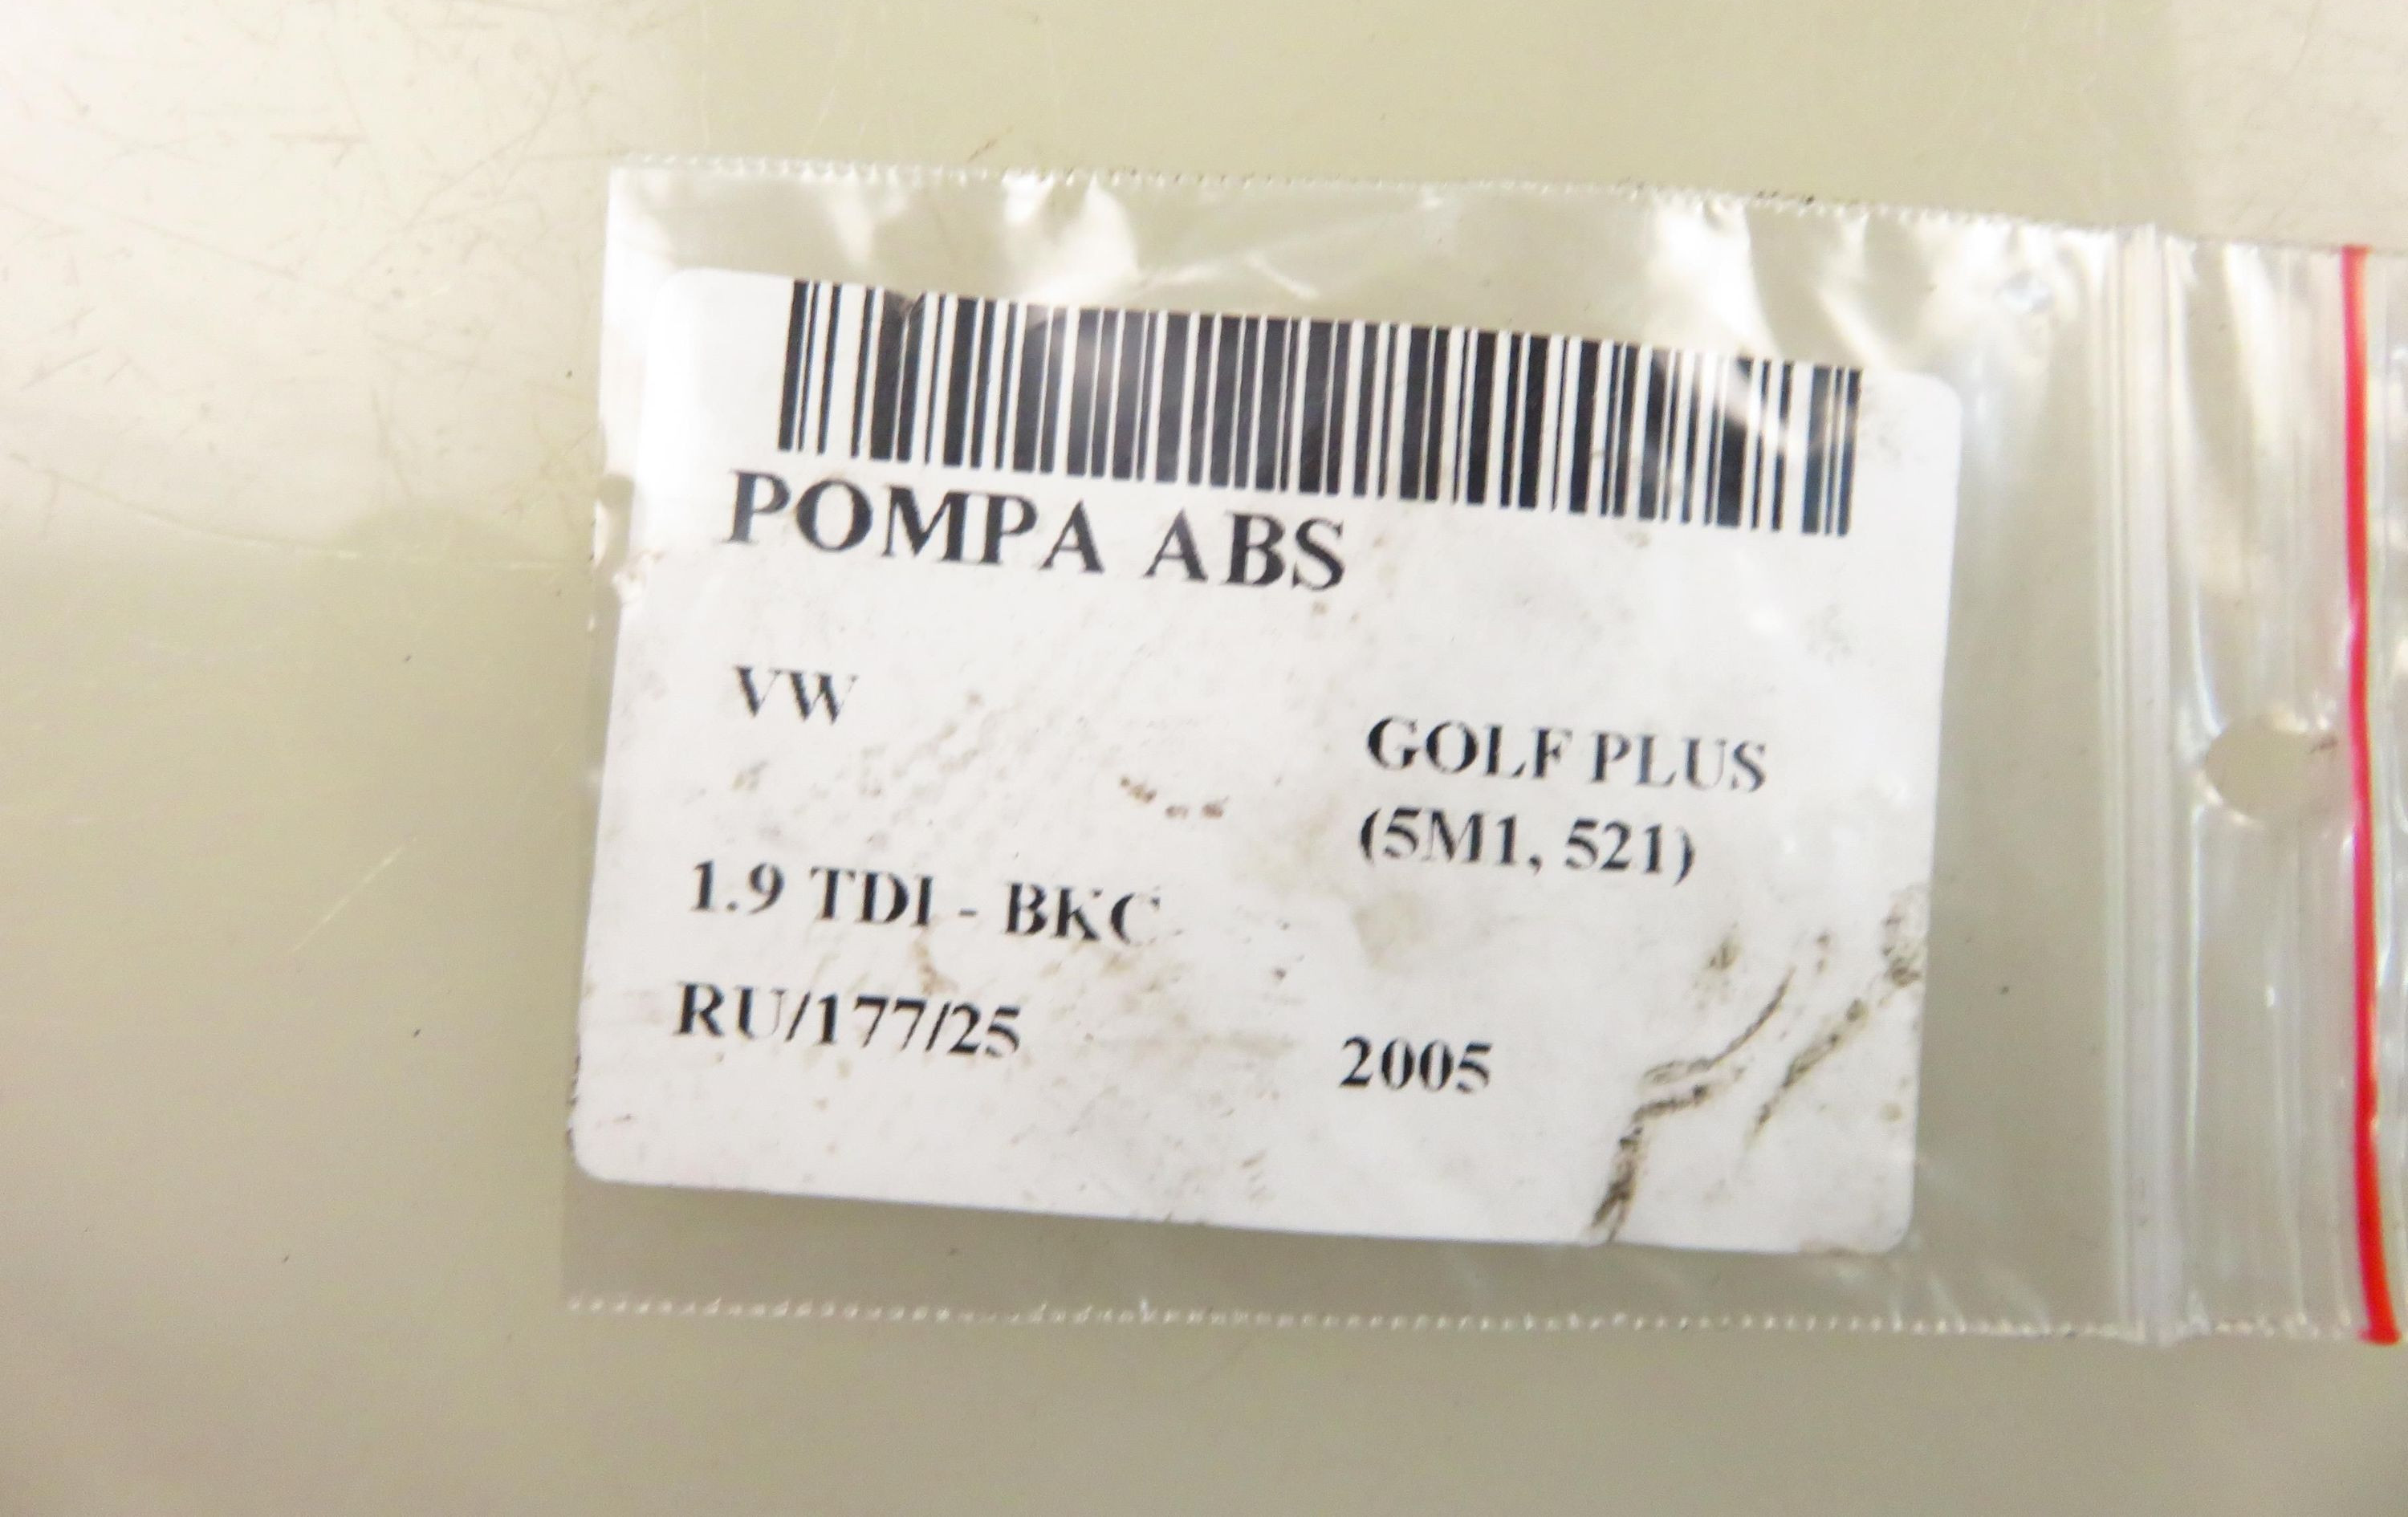 POMPA ABS
VW
GOLF PLUS
(5M1, 521)
1.9 TDI - BKC
RU/177/25
2005